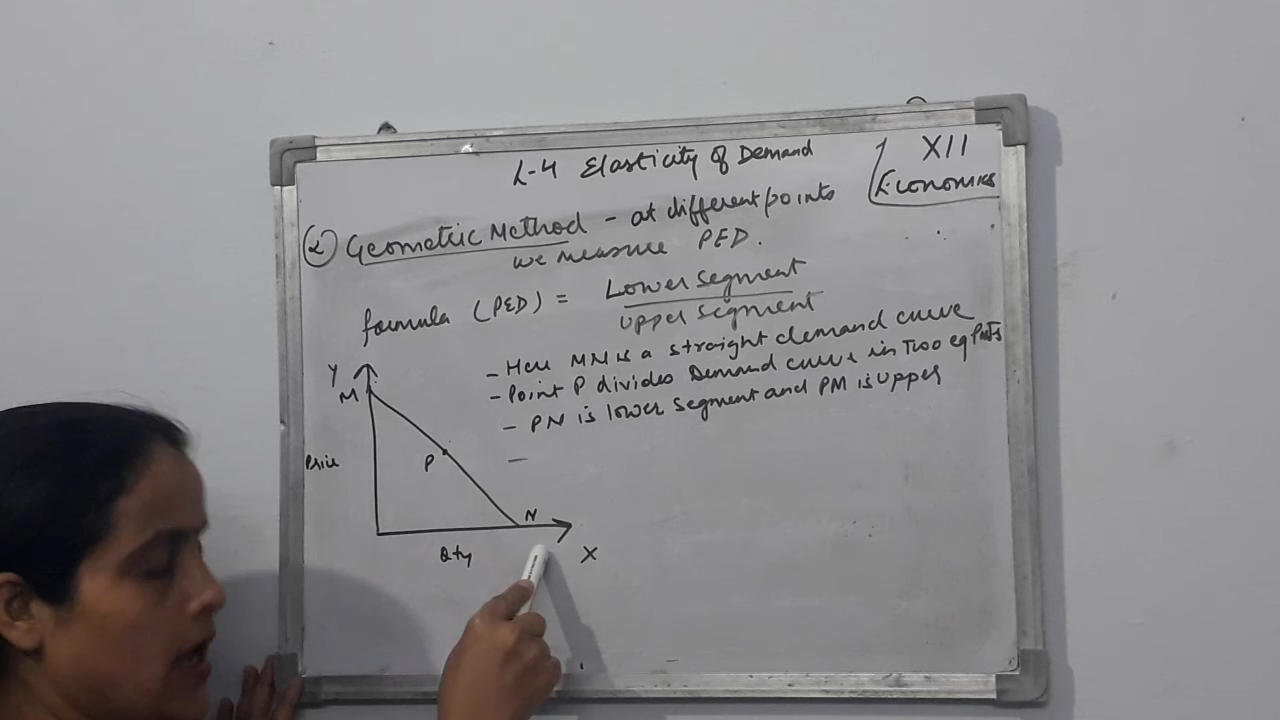 L-4 Elasticity of Demand
XII
Economics
2 Geometric Method - at different points
we measure PED.
formula (PED) = Lower segment
Upper segment
- Here MN is a straight demand curve
- Point P divides Demand curve in Two eq Parts
- PN is lower segment and PM is Upper
-
Y
M
Price
P
N
Qty
X